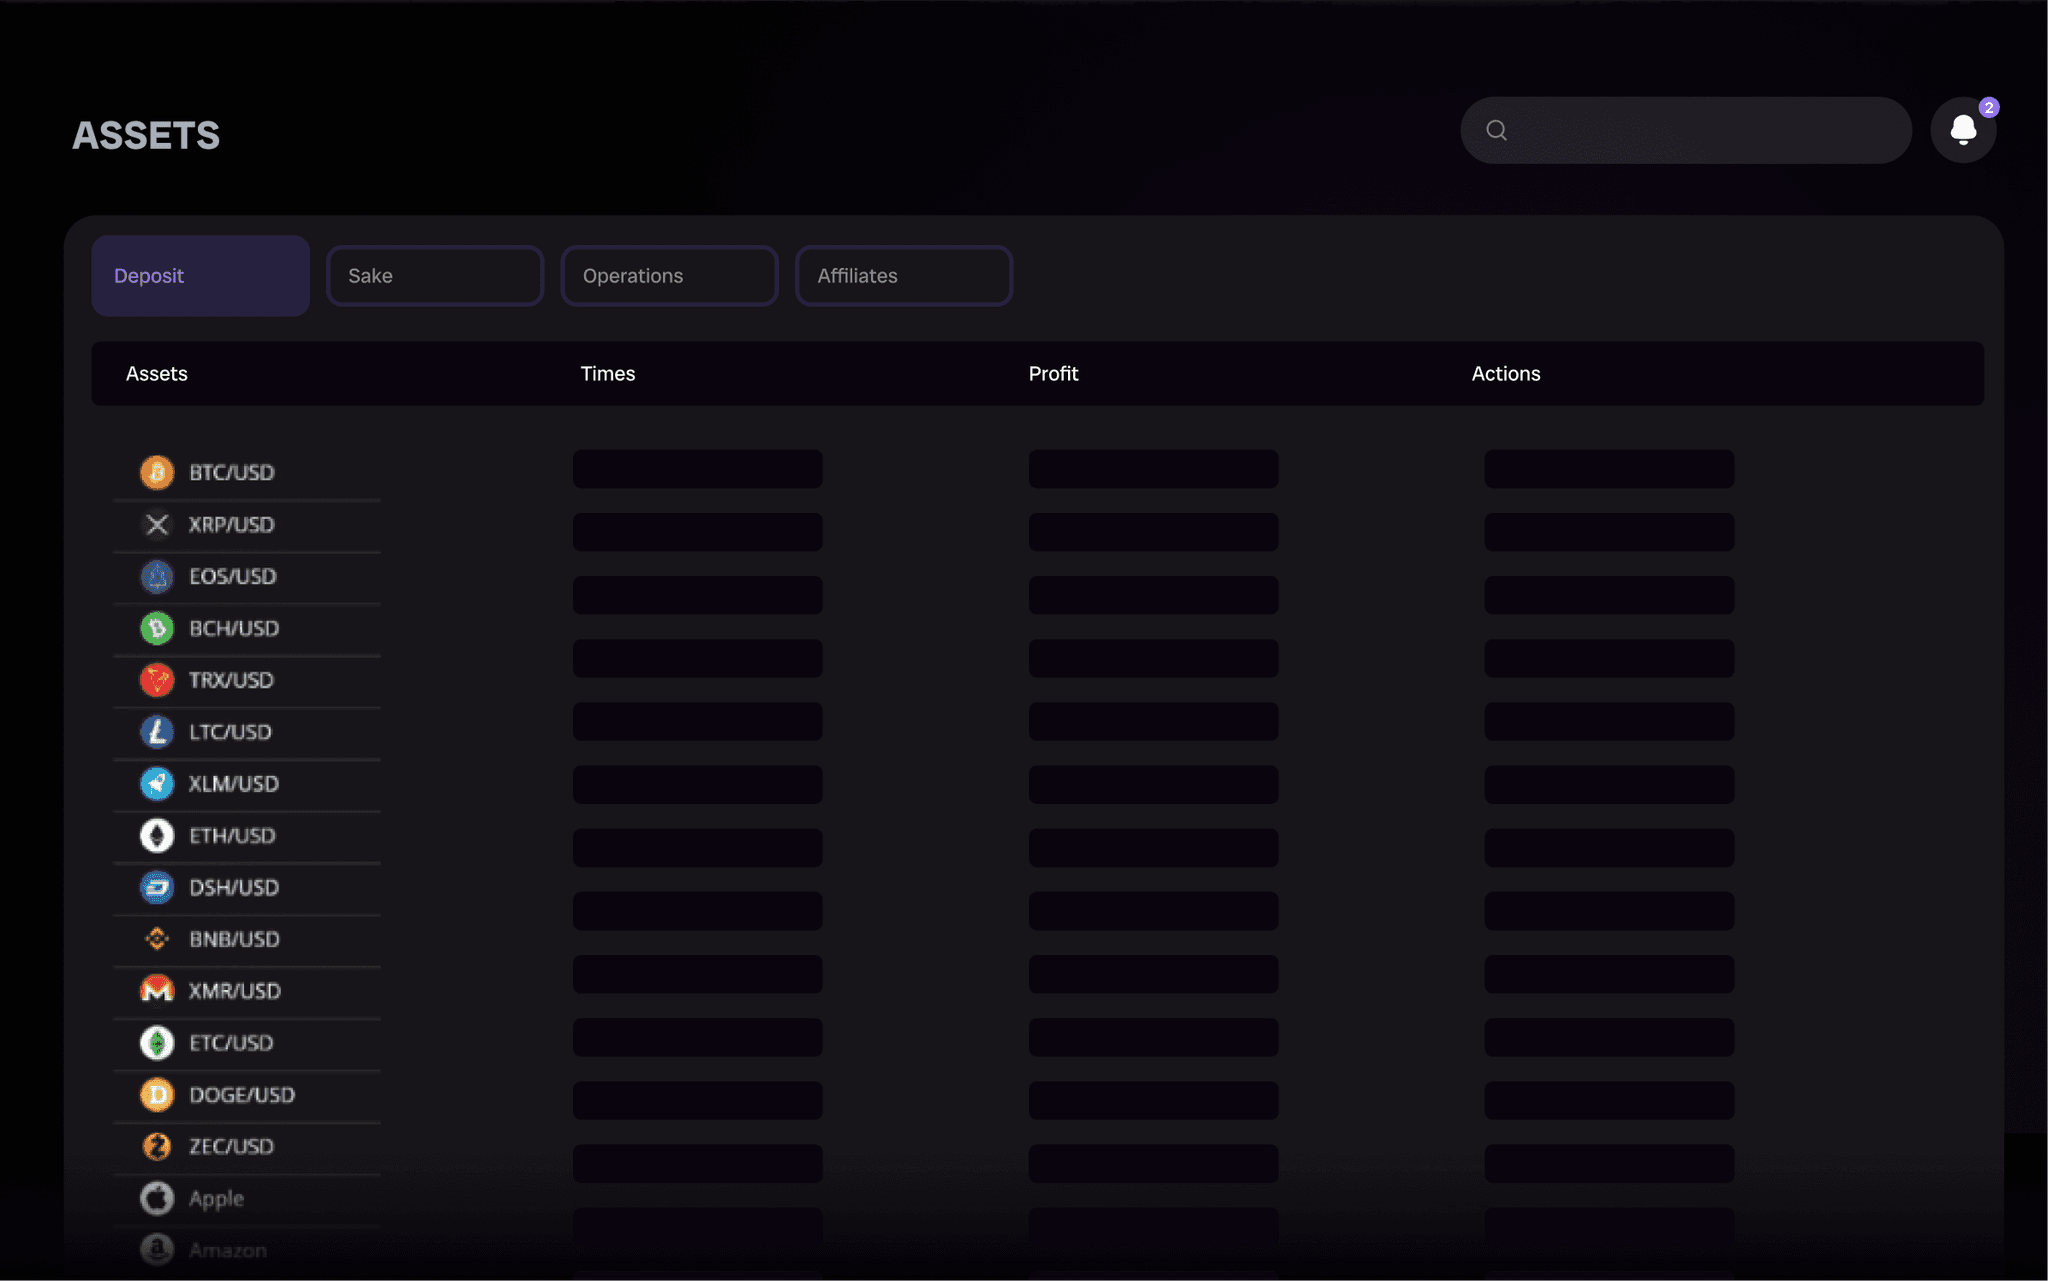 2
ASSETS
Deposit
Sake
Operations
Affiliates
Assets
Times
Profit
Actions
BTC/USD
XRP/USD
EOS/USD
BCH/USD
TRX/USD
LTC/USD
XLM/USD
ETH/USD
DSH/USD
BNB/USD
XMR/USD
ETC/USD
DOGE/USD
ZEC/USD
Apple
Amazon